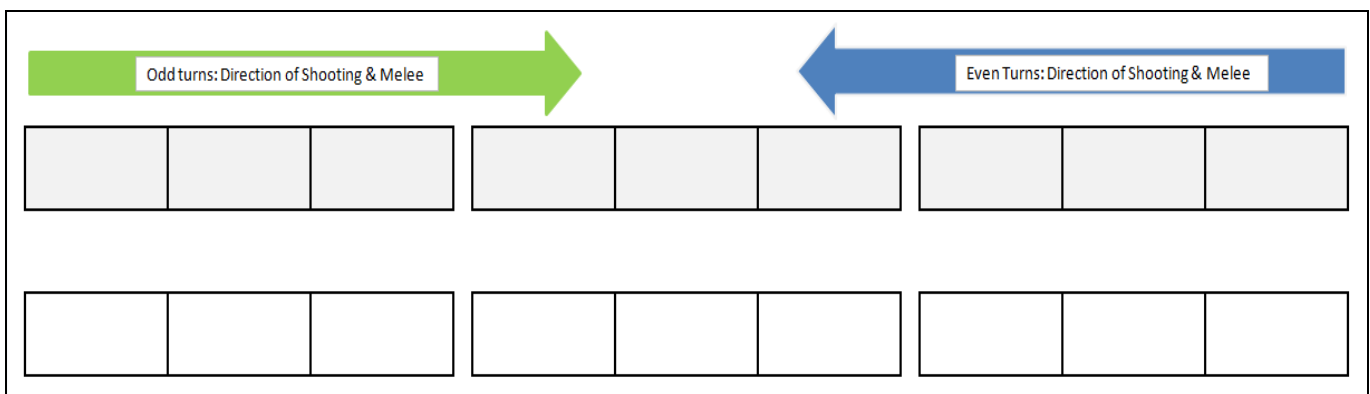 Odd turns: Direction of Shooting & Melee
Even Turns: Direction of Shooting & Melee